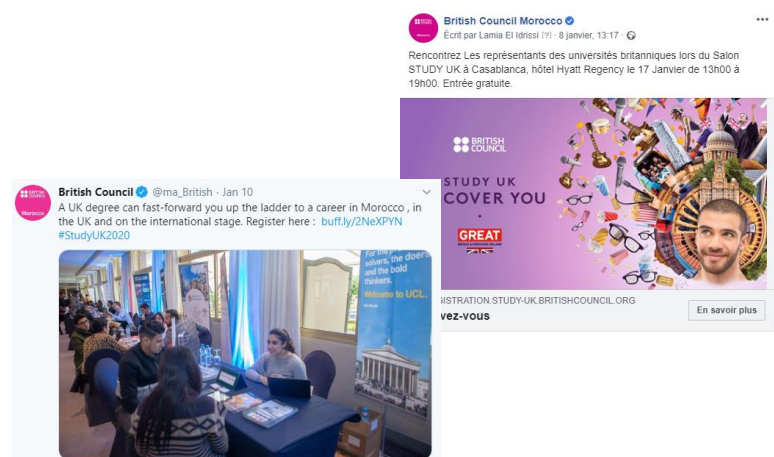 British Council Morocco
Écrit par Lamia El Idrissi [?] · 8 janvier, 13:17 ·
Rencontrez Les représentants des universités britanniques lors du Salon
STUDY UK à Casablanca, hôtel Hyatt Regency le 17 Janvier de 13h00 à
19h00. Entrée gratuite.
BRITISH
COUNCIL
STUDY UK
COVER YOU
GREAT
GISTRATION.STUDY-UK.BRITISHCOUNCIL.ORG
vez-vous
En savoir plus
British Council @ma_British · Jan 10
A UK degree can fast-forward you up the ladder to a career in Morocco , in
the UK and on the international stage. Register here : buff.ly/2NeXPYN
#StudyUK2020
Morocco
For the
solvers, the doers
and the bold
thinkers.
Welcome to UCL.